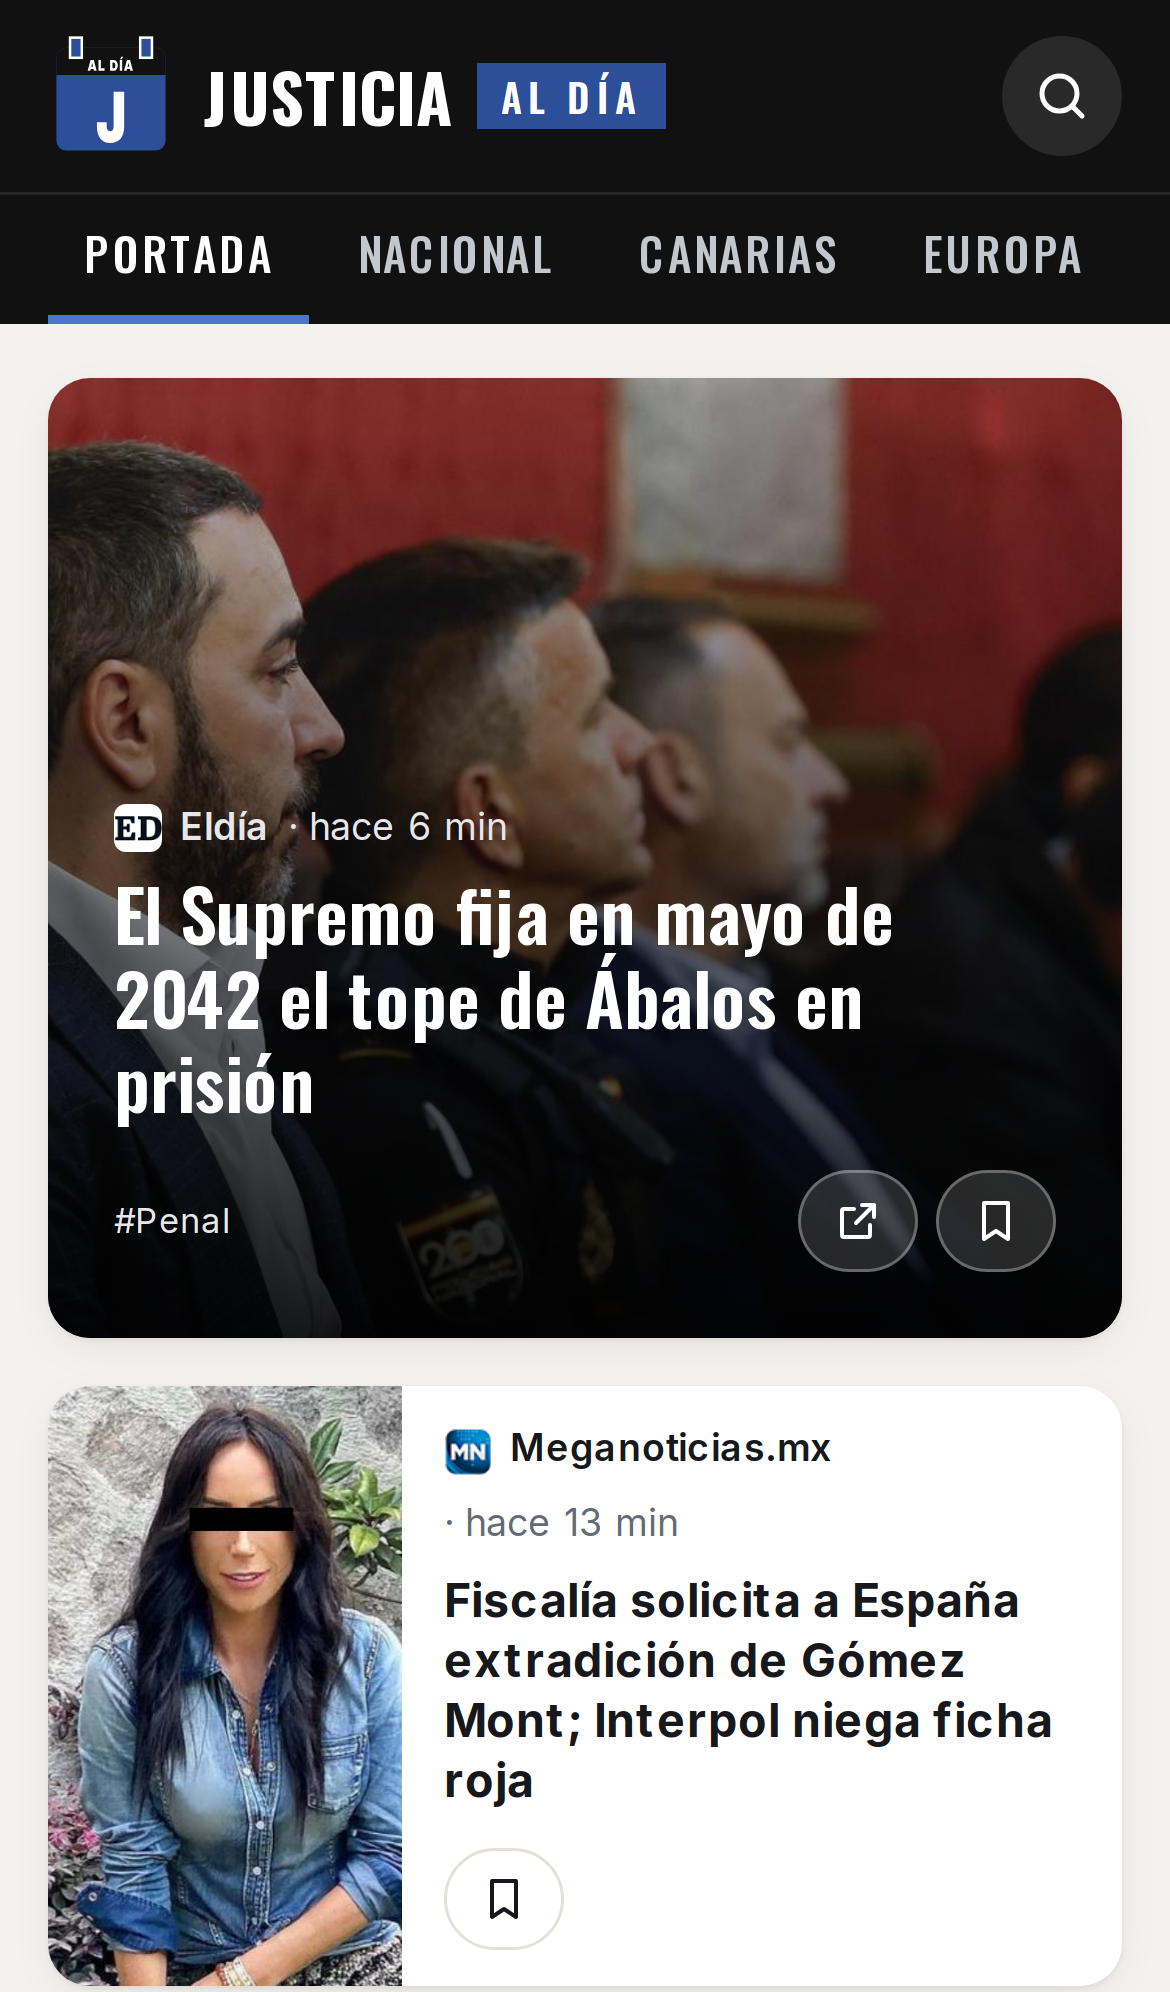 AL DÍA
J
JUSTICIA AL DÍA
PORTADA NACIONAL CANARIAS EUROPA
ED Eldía · hace 6 min
El Supremo fija en mayo de
2042 el tope de Ábalos en
prisión
200
#Penal
MN Meganoticias.mx
· hace 13 min
Fiscalía solicita a España
extradición de Gómez
Mont; Interpol niega ficha
roja